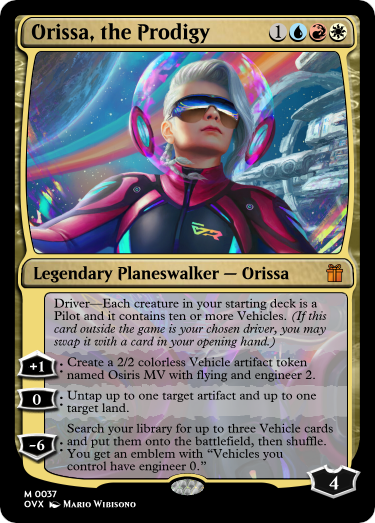 Orissa, the Prodigy 1
Legendary Planeswalker — Orissa
Driver—Each creature in your starting deck is a
Pilot and it contains ten or more Vehicles. (If this
card outside the game is your chosen driver, you may
swap it with a card in your opening hand.)
+1 : Create a 2/2 colorless Vehicle artifact token
named Osiris MV with flying and engineer 2.
0 : Untap up to one target artifact and up to one
target land.
Search your library for up to three Vehicle cards
-6 : and put them onto the battlefield, then shuffle.
You get an emblem with “Vehicles you
control have engineer 0.”
4
M 0037
OVX Mario Wibisono